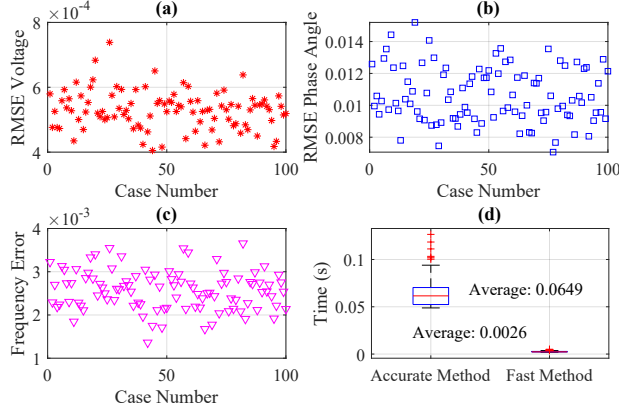 (a)
8 ×10⁻⁴
6
4
RMSE Voltage
0 50 100
Case Number
(b)
0.014
0.012
0.01
0.008
RMSE Phase Angle
0 50 100
Case Number
(c)
4 ×10⁻³
3
2
1
Frequency Error
0 50 100
Case Number
(d)
0.1
0.05
0
Time (s)
Average: 0.0649
Average: 0.0026
Accurate Method Fast Method